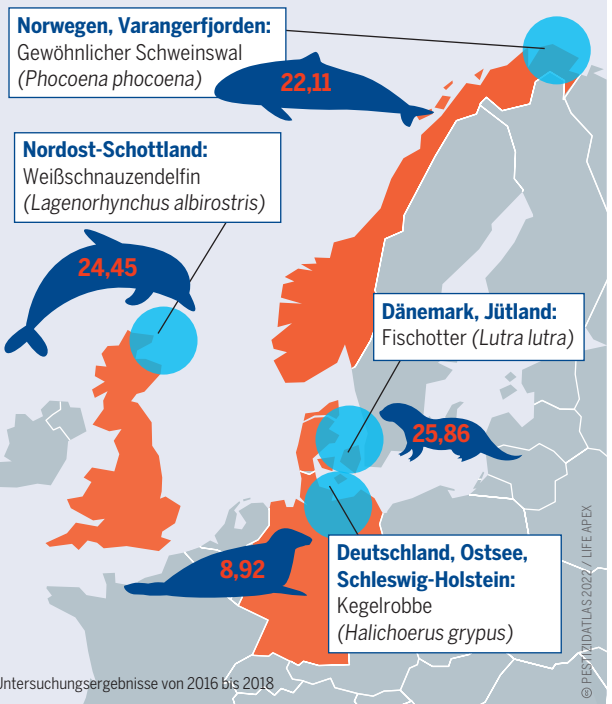 Norwegen, Varangerfjorden:
Gewöhnlicher Schweinswal
(Phocoena phocoena)
22,11
Nordost-Schottland:
Weißschnauzendelfin
(Lagenorhynchus albirostris)
24,45
Dänemark, Jütland:
Fischotter (Lutra lutra)
25,86
Deutschland, Ostsee,
Schleswig-Holstein:
Kegelrobbe
(Halichoerus grypus)
8,92
Untersuchungsergebnisse von 2016 bis 2018
© PESTIZIDATLAS 2022 / LIFE APEX